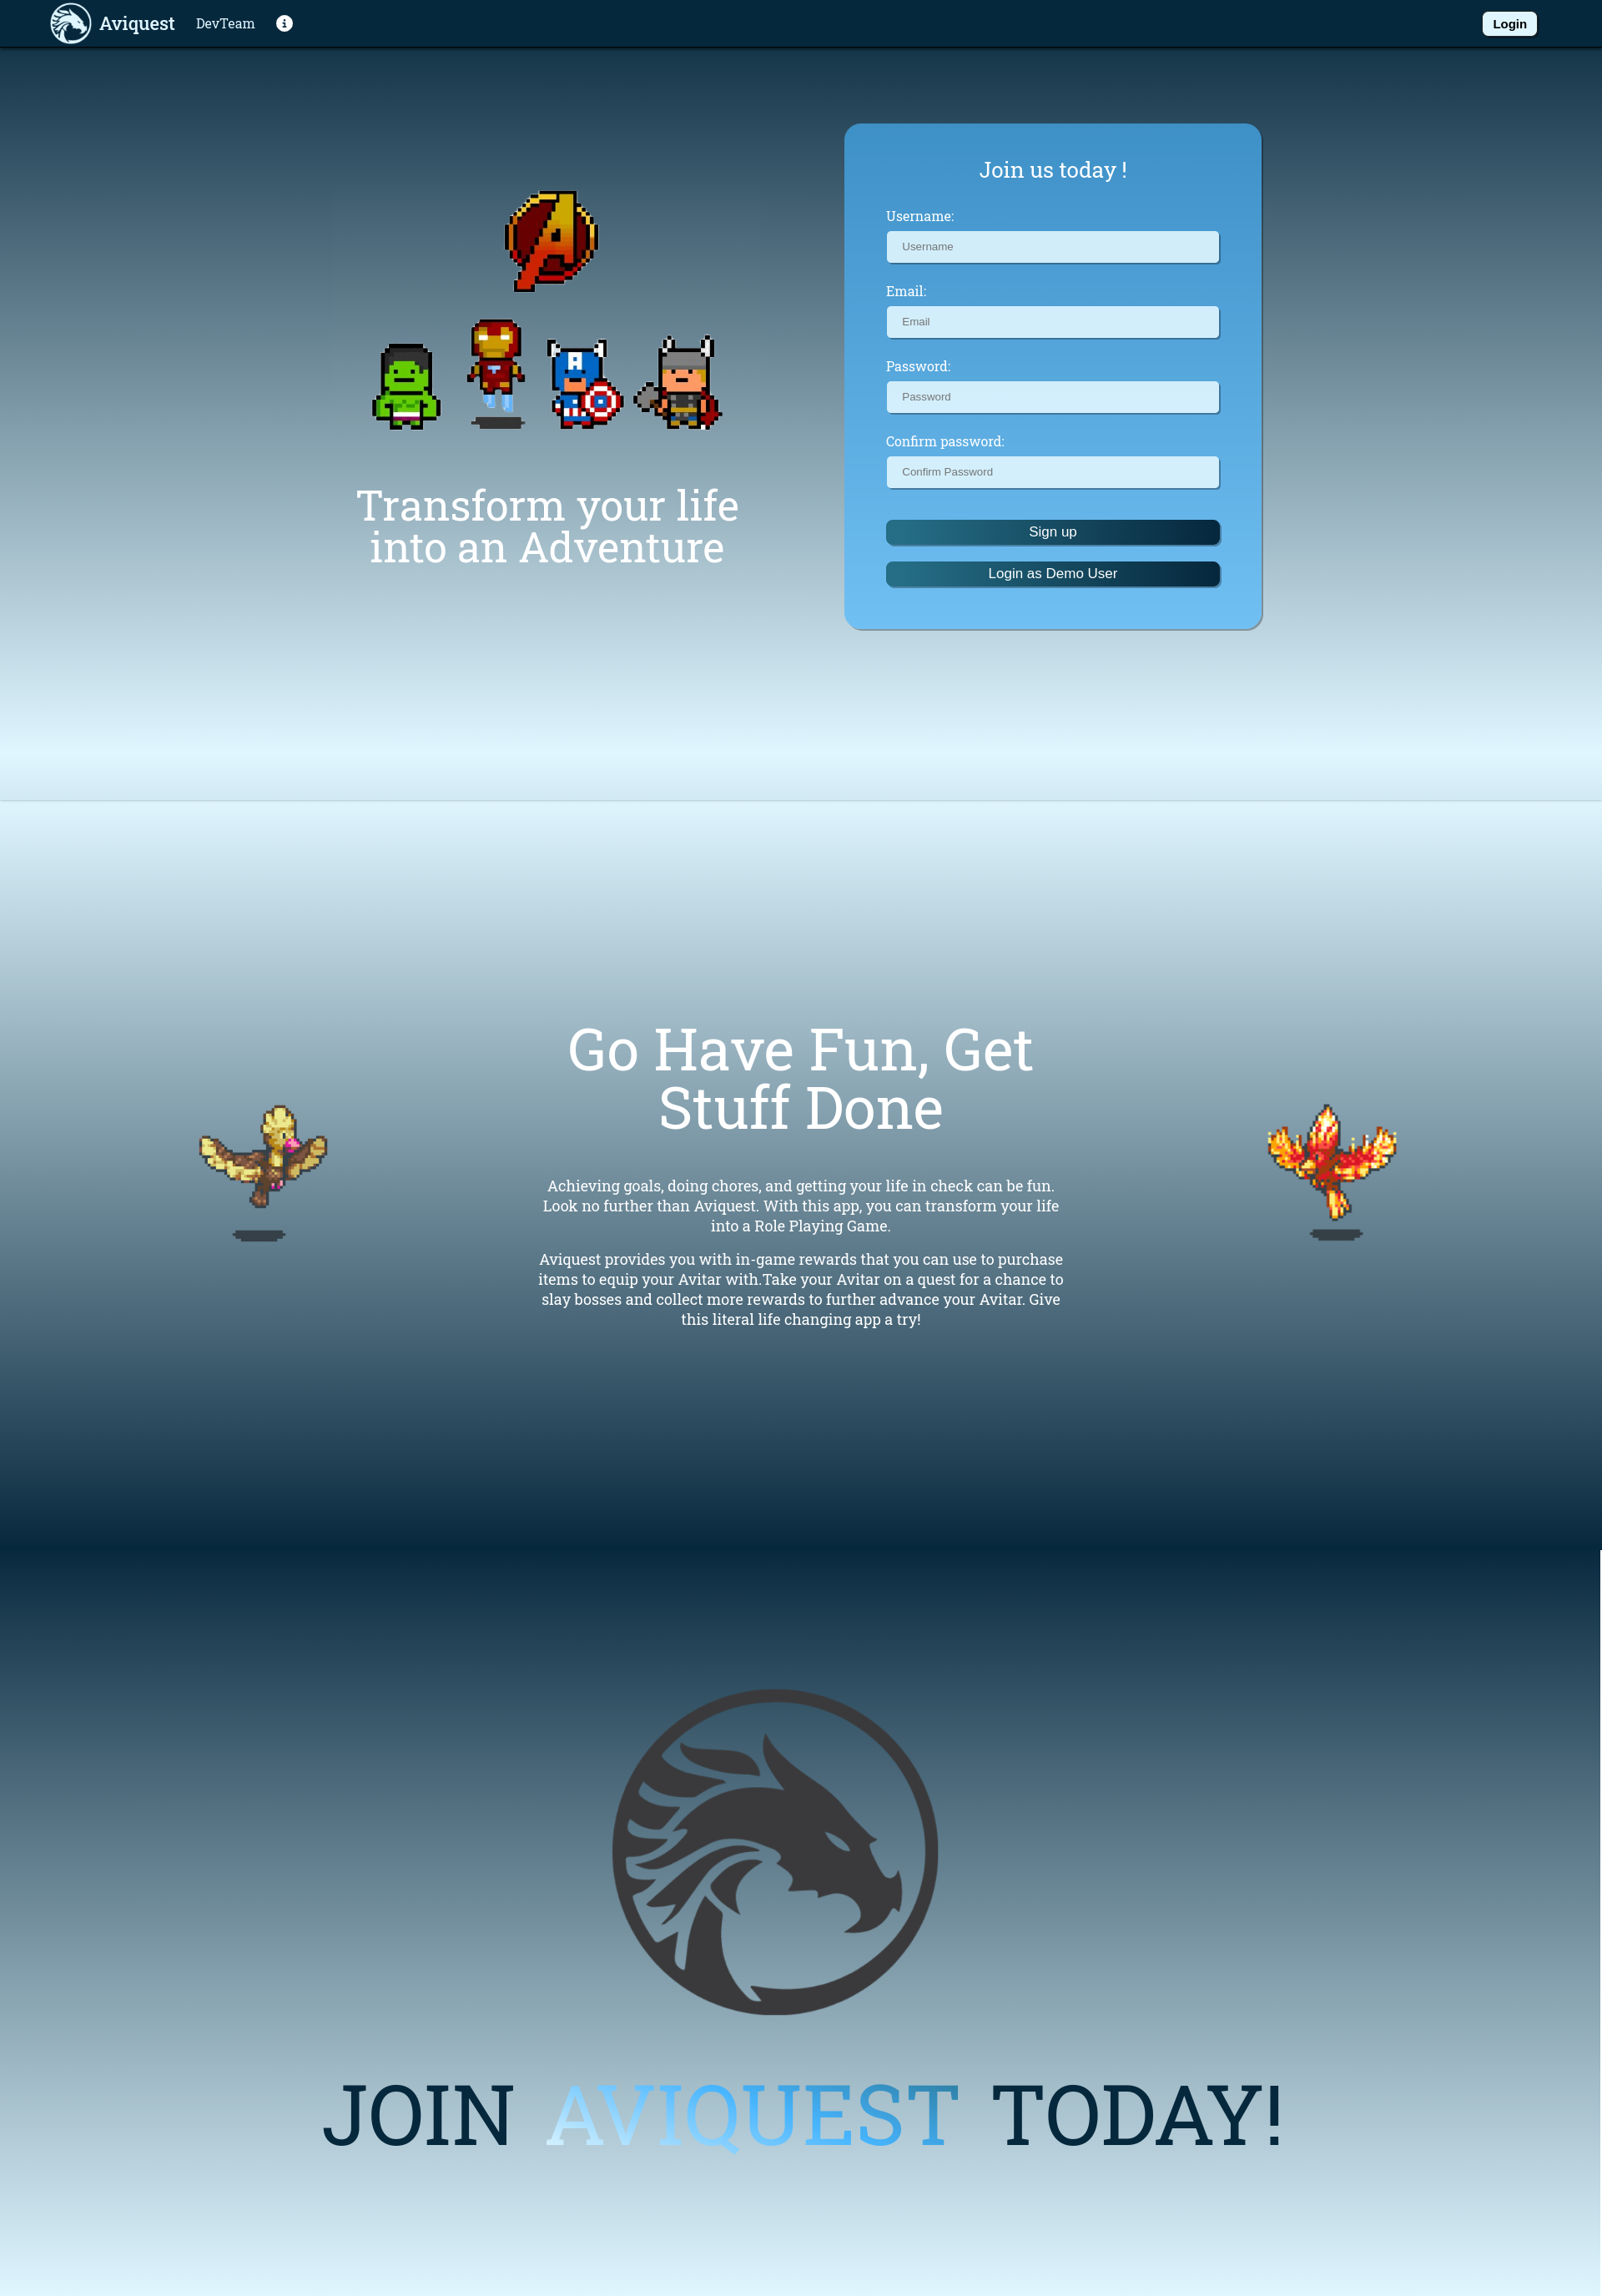 Aviquest DevTeam Login
Join us today !
Username:
Username
Email:
Email
Password:
Password
Confirm password:
Confirm Password
Sign up
Login as Demo User
Transform your life
into an Adventure
Go Have Fun, Get
Stuff Done
Achieving goals, doing chores, and getting your life in check can be fun.
Look no further than Aviquest. With this app, you can transform your life
into a Role Playing Game.
Aviquest provides you with in-game rewards that you can use to purchase
items to equip your Avitar with.Take your Avitar on a quest for a chance to
slay bosses and collect more rewards to further advance your Avitar. Give
this literal life changing app a try!
JOIN AVIQUEST TODAY!